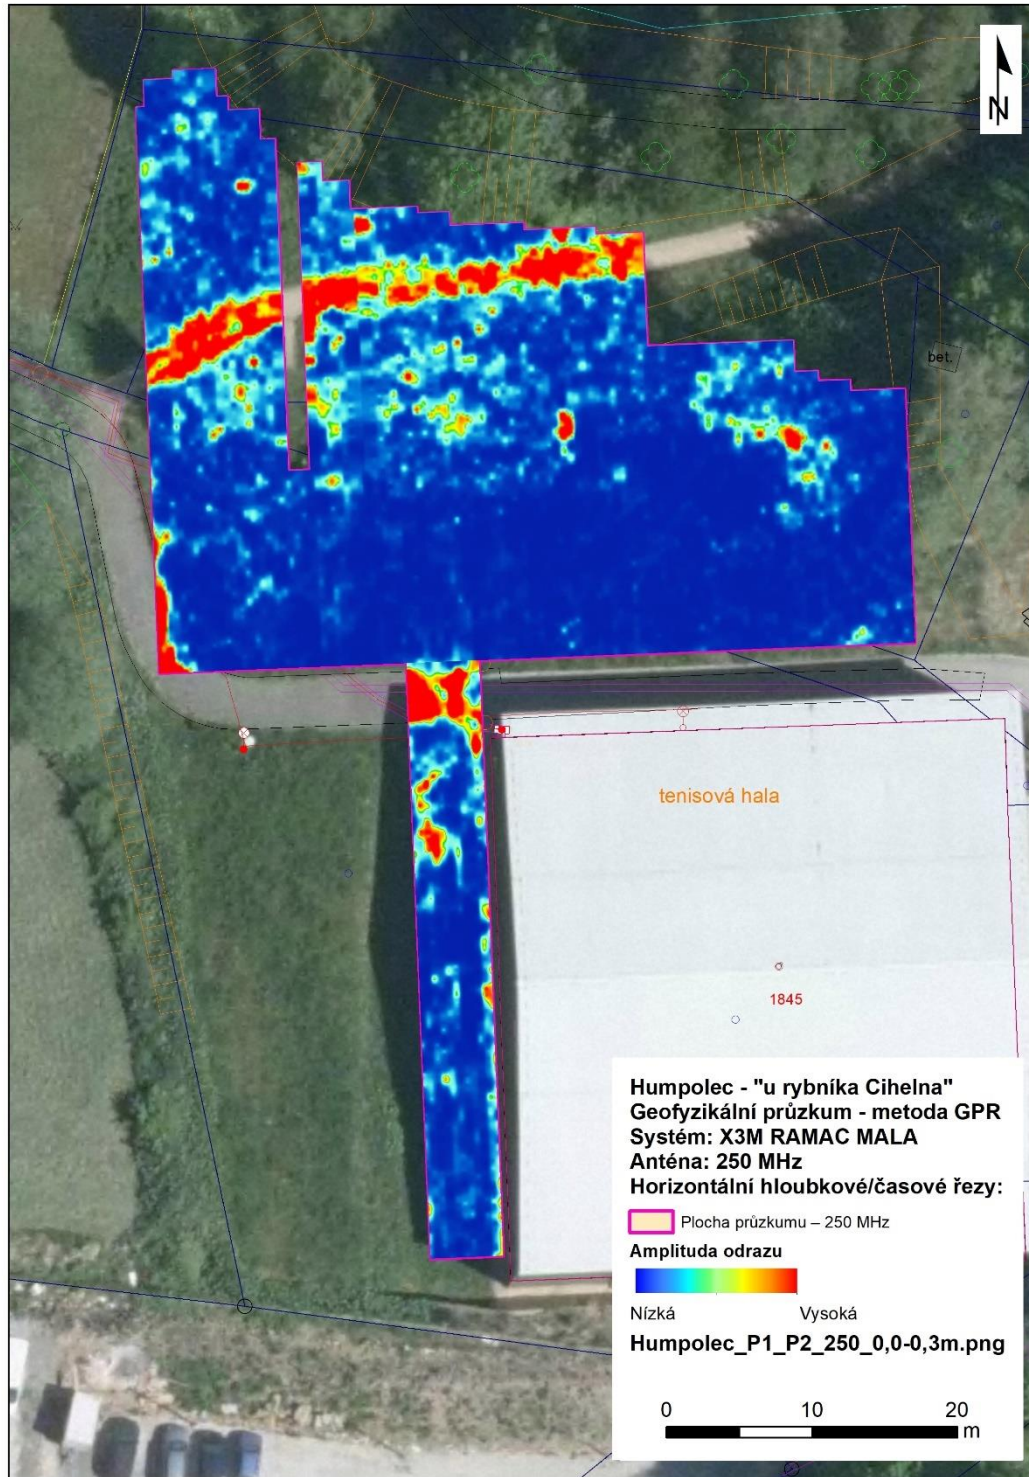 N
bet.
tenisová hala
1845
Humpolec - "u rybníka Cihelna"
Geofyzikální průzkum - metoda GPR
Systém: X3M RAMAC MALA
Anténa: 250 MHz
Horizontální hloubkové/časové řezy:
Plocha průzkumu – 250 MHz
Amplituda odrazu
Nízká Vysoká
Humpolec_P1_P2_250_0,0-0,3m.png
0 10 20
m